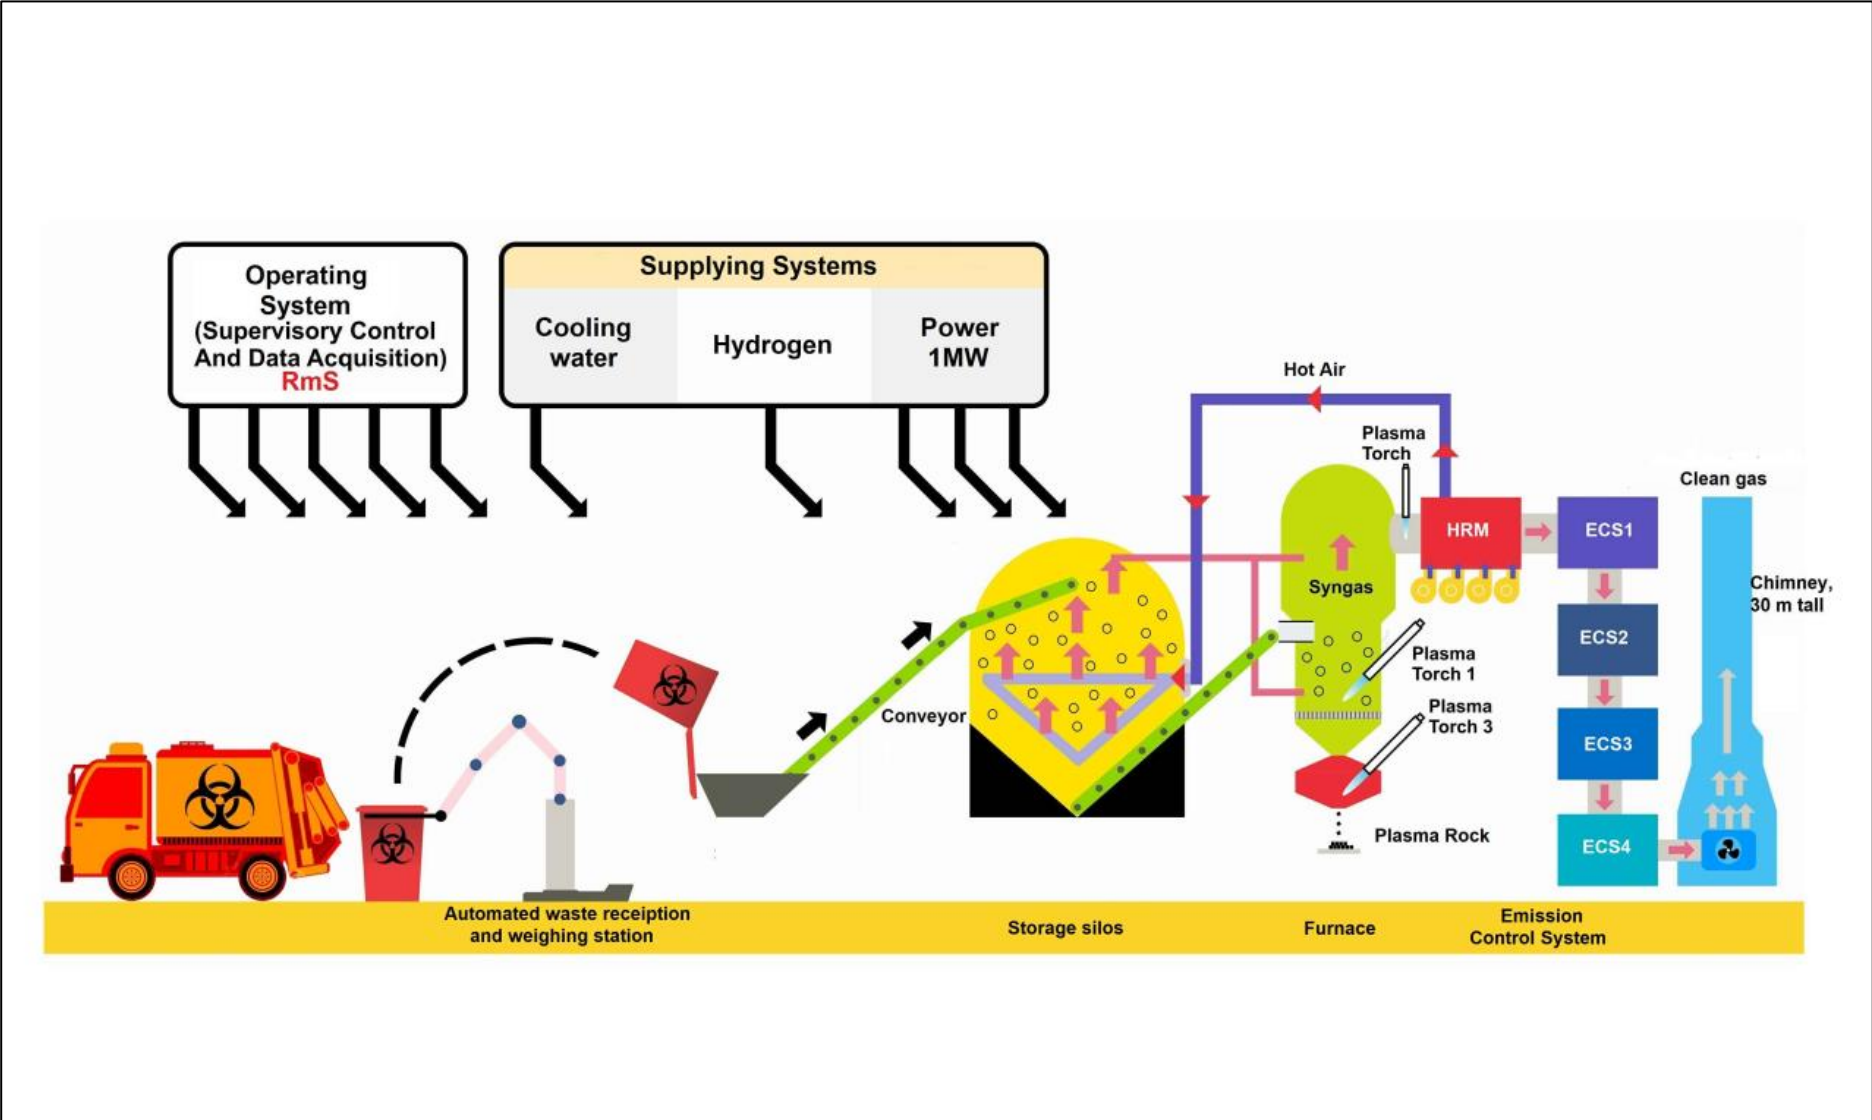 Operating
System
(Supervisory Control
And Data Acquisition)
RmS
Supplying Systems
Cooling
water
Hydrogen
Power
1MW
Hot Air
Plasma
Torch
Clean gas
HRM
ECS1
Syngas
Chimney,
30 m tall
ECS2
Plasma
Torch 1
Conveyor
Plasma
Torch 3
ECS3
Plasma Rock
ECS4
Automated waste receiption
and weighing station
Storage silos
Furnace
Emission
Control System